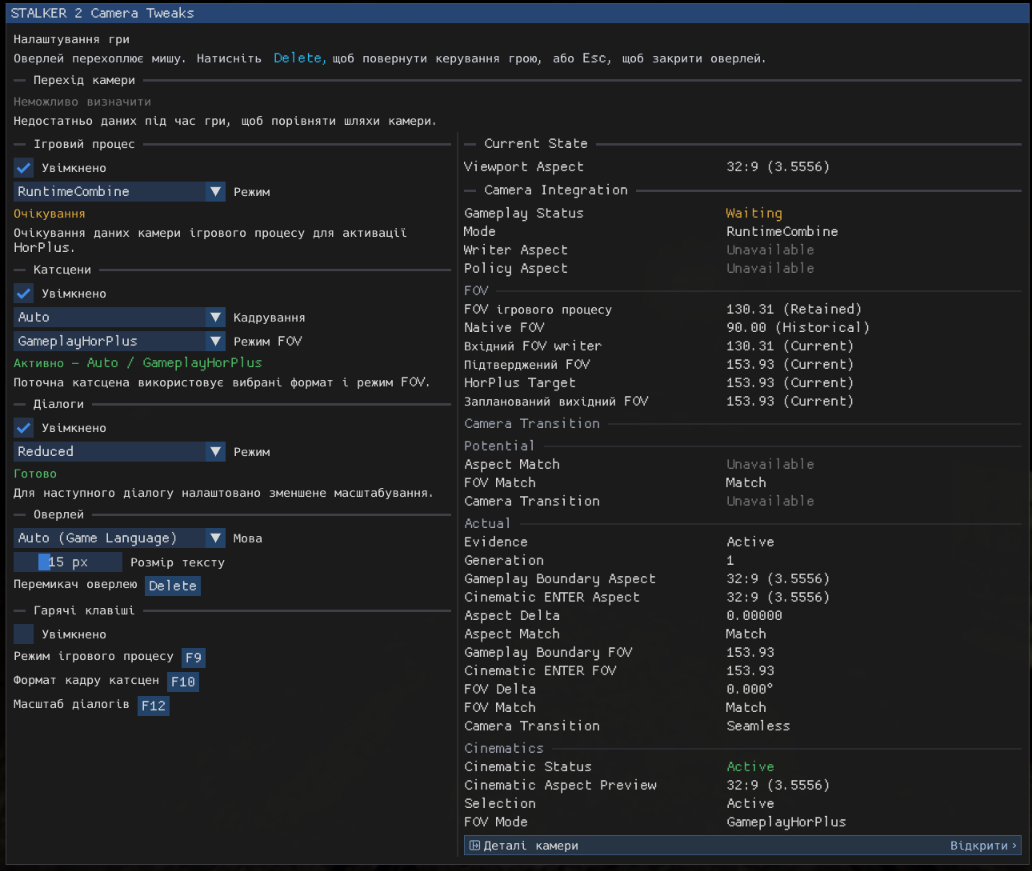 STALKER 2 Camera Tweaks
Налаштування гри
Оверлей перехоплює мишу. Натисніть Delete, щоб повернути керування грою, або Esc, щоб закрити оверлей.
Перехід камери
Неможливо визначити
Недостатньо даних під час гри, щоб порівняти шляхи камери.
Ігровий процес
Увімкнено
RuntimeCombine Режим
Очікування
Очікування даних камери ігрового процесу для активації
HorPlus.
Катсцени
Увімкнено
Auto Кадрування
GameplayHorPlus Режим FOV
Активно – Auto / GameplayHorPlus
Поточна катсцена використовує вибрані формат і режим FOV.
Діалоги
Увімкнено
Reduced Режим
Готово
Для наступного діалогу налаштовано зменшене масштабування.
Оверлей
Auto (Game Language) Мова
15 px Розмір тексту
Перемикач оверлею Delete
Гарячі клавіші
Увімкнено
Режим ігрового процесу F9
Формат кадру катсцен F10
Масштаб діалогів F12
Current State
Viewport Aspect 32:9 (3.5556)
Camera Integration
Gameplay Status Waiting
Mode RuntimeCombine
Writer Aspect Unavailable
Policy Aspect Unavailable
FOV
FOV ігрового процесу 130.31 (Retained)
Native FOV 90.00 (Historical)
Вхідний FOV writer 130.31 (Current)
Підтверджений FOV 153.93 (Current)
HorPlus Target 153.93 (Current)
Запланований вихідний FOV 153.93 (Current)
Camera Transition
Potential
Aspect Match Unavailable
FOV Match Match
Camera Transition Unavailable
Actual
Evidence Active
Generation 1
Gameplay Boundary Aspect 32:9 (3.5556)
Cinematic ENTER Aspect 32:9 (3.5556)
Aspect Delta 0.00000
Aspect Match Match
Gameplay Boundary FOV 153.93
Cinematic ENTER FOV 153.93
FOV Delta 0.000°
FOV Match Match
Camera Transition Seamless
Cinematics
Cinematic Status Active
Cinematic Aspect Preview 32:9 (3.5556)
Selection Active
FOV Mode GameplayHorPlus
Деталі камери Відкрити ›